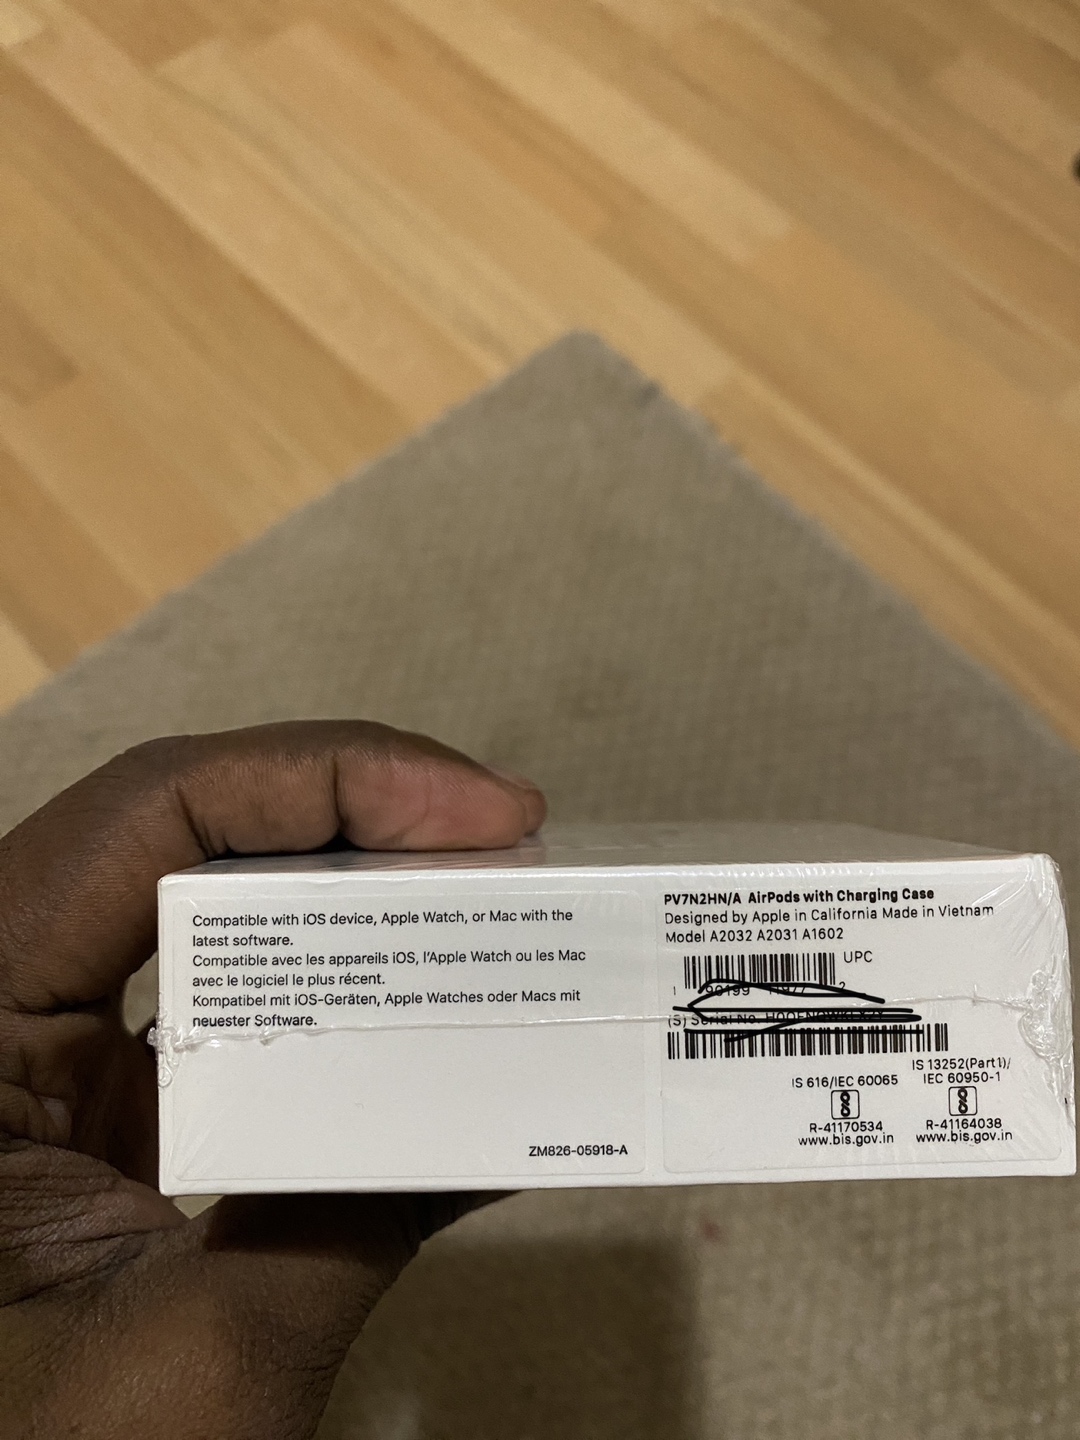 Compatible with iOS device, Apple Watch, or Mac with the
latest software.
Compatible avec les appareils iOS, l'Apple Watch ou les Mac
avec le logiciel le plus récent.
Kompatibel mit iOS-Geräten, Apple Watches oder Macs mit
neuester Software.
ZM826-05918-A
PV7N2HN/A AirPods with Charging Case
Designed by Apple in California Made in Vietnam
Model A2032 A2031 A1602
UPC
(S) Serial No.
IS 616/IEC 60065
R-41170534
www.bis.gov.in
IS 13252(Part1)/
IEC 60950-1
R-41164038
www.bis.gov.in